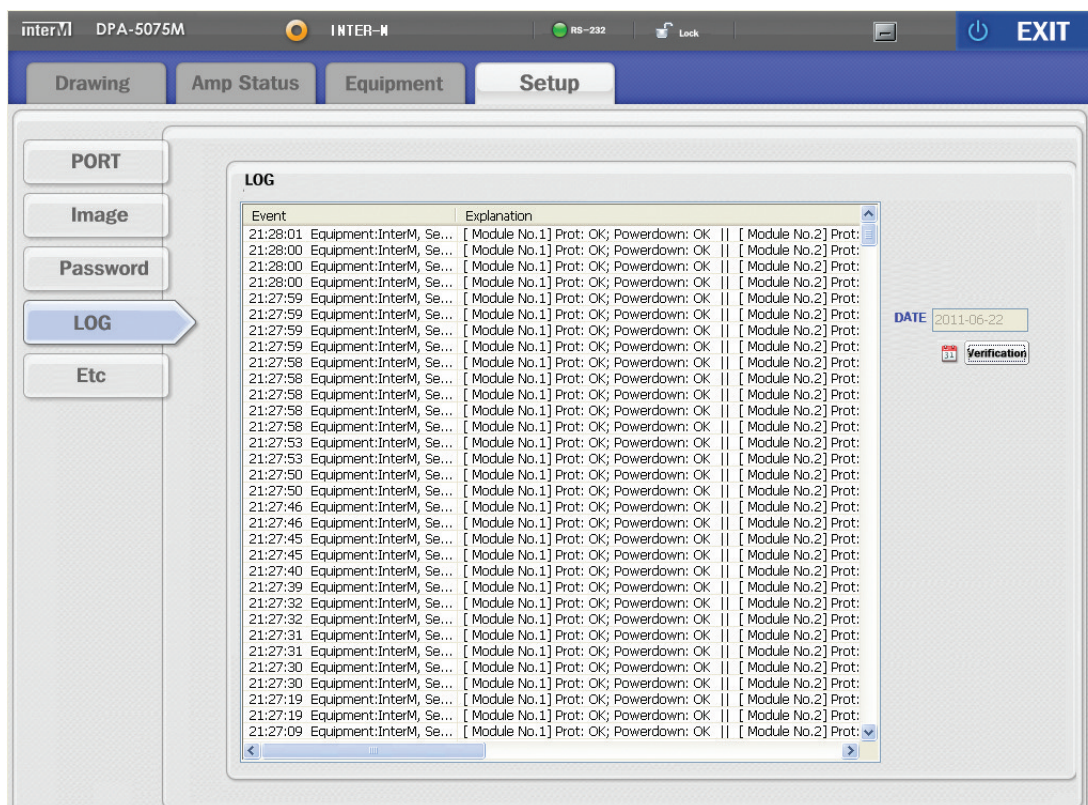 interM DPA-5075M INTER-M RS-232 Lock EXIT
Drawing Amp Status Equipment Setup
PORT
Image
Password
LOG
Etc
LOG
Event Explanation
21:28:01 Equipment:InterM, Se... [ Module No.1] Prot: OK; Powerdown: OK || [ Module No.2] Prot:
21:28:00 Equipment:InterM, Se... [ Module No.1] Prot: OK; Powerdown: OK || [ Module No.2] Prot:
21:28:00 Equipment:InterM, Se... [ Module No.1] Prot: OK; Powerdown: OK || [ Module No.2] Prot:
21:28:00 Equipment:InterM, Se... [ Module No.1] Prot: OK; Powerdown: OK || [ Module No.2] Prot:
21:27:59 Equipment:InterM, Se... [ Module No.1] Prot: OK; Powerdown: OK || [ Module No.2] Prot:
21:27:59 Equipment:InterM, Se... [ Module No.1] Prot: OK; Powerdown: OK || [ Module No.2] Prot:
21:27:59 Equipment:InterM, Se... [ Module No.1] Prot: OK; Powerdown: OK || [ Module No.2] Prot:
21:27:59 Equipment:InterM, Se... [ Module No.1] Prot: OK; Powerdown: OK || [ Module No.2] Prot:
21:27:58 Equipment:InterM, Se... [ Module No.1] Prot: OK; Powerdown: OK || [ Module No.2] Prot:
21:27:58 Equipment:InterM, Se... [ Module No.1] Prot: OK; Powerdown: OK || [ Module No.2] Prot:
21:27:58 Equipment:InterM, Se... [ Module No.1] Prot: OK; Powerdown: OK || [ Module No.2] Prot:
21:27:58 Equipment:InterM, Se... [ Module No.1] Prot: OK; Powerdown: OK || [ Module No.2] Prot:
21:27:58 Equipment:InterM, Se... [ Module No.1] Prot: OK; Powerdown: OK || [ Module No.2] Prot:
21:27:53 Equipment:InterM, Se... [ Module No.1] Prot: OK; Powerdown: OK || [ Module No.2] Prot:
21:27:53 Equipment:InterM, Se... [ Module No.1] Prot: OK; Powerdown: OK || [ Module No.2] Prot:
21:27:50 Equipment:InterM, Se... [ Module No.1] Prot: OK; Powerdown: OK || [ Module No.2] Prot:
21:27:50 Equipment:InterM, Se... [ Module No.1] Prot: OK; Powerdown: OK || [ Module No.2] Prot:
21:27:46 Equipment:InterM, Se... [ Module No.1] Prot: OK; Powerdown: OK || [ Module No.2] Prot:
21:27:46 Equipment:InterM, Se... [ Module No.1] Prot: OK; Powerdown: OK || [ Module No.2] Prot:
21:27:45 Equipment:InterM, Se... [ Module No.1] Prot: OK; Powerdown: OK || [ Module No.2] Prot:
21:27:45 Equipment:InterM, Se... [ Module No.1] Prot: OK; Powerdown: OK || [ Module No.2] Prot:
21:27:40 Equipment:InterM, Se... [ Module No.1] Prot: OK; Powerdown: OK || [ Module No.2] Prot:
21:27:39 Equipment:InterM, Se... [ Module No.1] Prot: OK; Powerdown: OK || [ Module No.2] Prot:
21:27:32 Equipment:InterM, Se... [ Module No.1] Prot: OK; Powerdown: OK || [ Module No.2] Prot:
21:27:32 Equipment:InterM, Se... [ Module No.1] Prot: OK; Powerdown: OK || [ Module No.2] Prot:
21:27:31 Equipment:InterM, Se... [ Module No.1] Prot: OK; Powerdown: OK || [ Module No.2] Prot:
21:27:31 Equipment:InterM, Se... [ Module No.1] Prot: OK; Powerdown: OK || [ Module No.2] Prot:
21:27:30 Equipment:InterM, Se... [ Module No.1] Prot: OK; Powerdown: OK || [ Module No.2] Prot:
21:27:30 Equipment:InterM, Se... [ Module No.1] Prot: OK; Powerdown: OK || [ Module No.2] Prot:
21:27:19 Equipment:InterM, Se... [ Module No.1] Prot: OK; Powerdown: OK || [ Module No.2] Prot:
21:27:19 Equipment:InterM, Se... [ Module No.1] Prot: OK; Powerdown: OK || [ Module No.2] Prot:
21:27:09 Equipment:InterM, Se... [ Module No.1] Prot: OK; Powerdown: OK || [ Module No.2] Prot:
DATE 2011-06-22
31 Verification